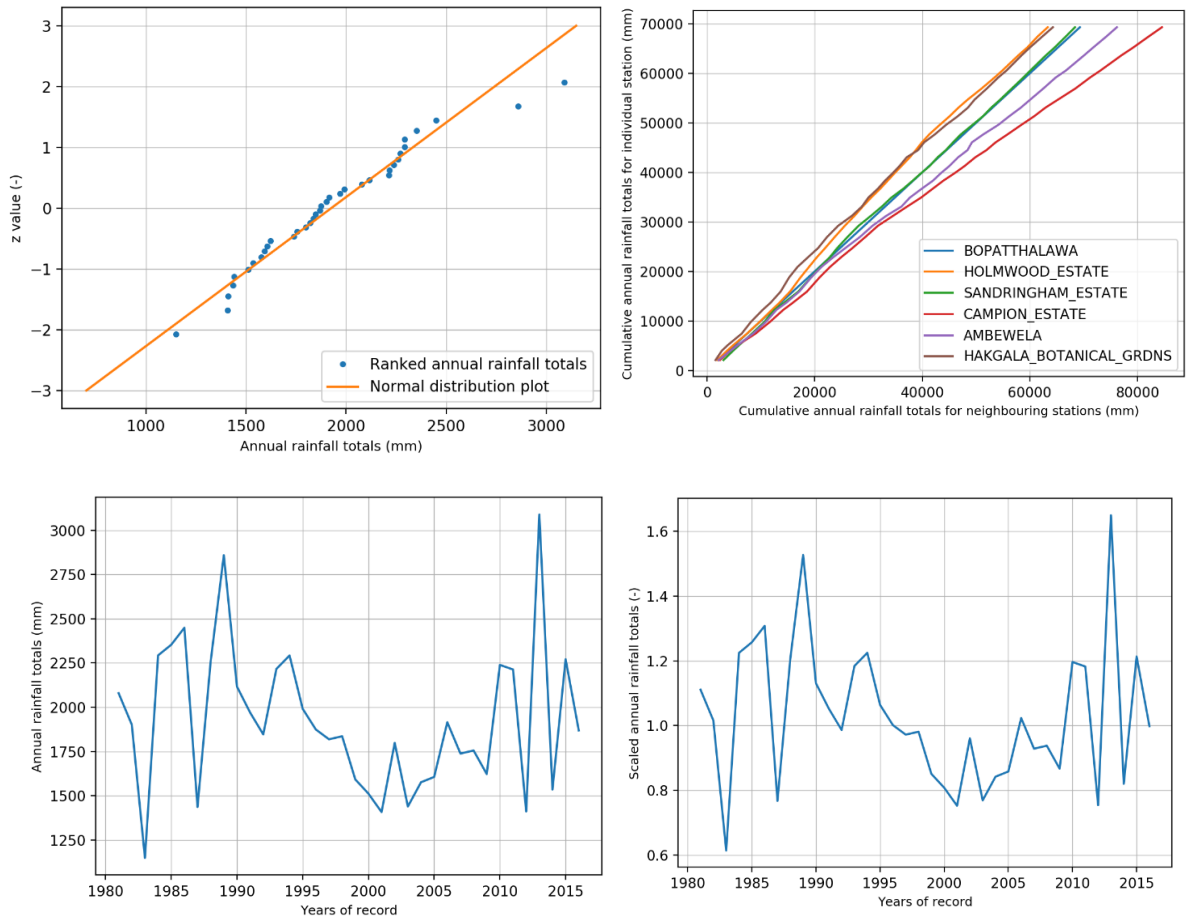 3
2
1
0
−1
−2
−3
z value (-)
1000 1500 2000 2500 3000
Annual rainfall totals (mm)
Ranked annual rainfall totals
Normal distribution plot
70000
60000
50000
40000
30000
20000
10000
0
Cumulative annual rainfall totals for individual station (mm)
0 20000 40000 60000 80000
Cumulative annual rainfall totals for neighbouring stations (mm)
BOPATTHALAWA
HOLMWOOD_ESTATE
SANDRINGHAM_ESTATE
CAMPION_ESTATE
AMBEWELA
HAKGALA_BOTANICAL_GRDNS
3000
2750
2500
2250
2000
1750
1500
1250
Annual rainfall totals (mm)
1980 1985 1990 1995 2000 2005 2010 2015
Years of record
1.6
1.4
1.2
1.0
0.8
0.6
Scaled annual rainfall totals (-)
1980 1985 1990 1995 2000 2005 2010 2015
Years of record